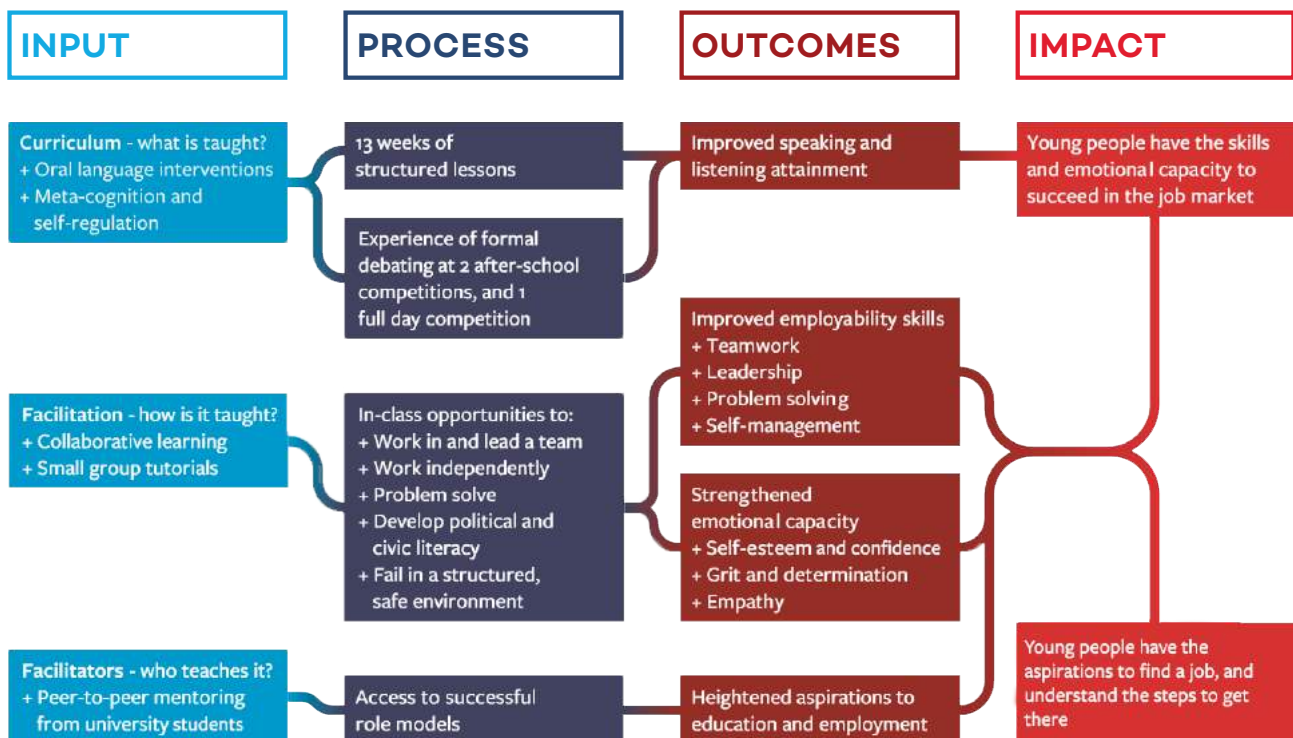 INPUT
PROCESS
OUTCOMES
IMPACT
Curriculum - what is taught?
+ Oral language interventions
+ Meta-cognition and
self-regulation
13 weeks of
structured lessons
Improved speaking and
listening attainment
Young people have the skills
and emotional capacity to
succeed in the job market
Experience of formal
debating at 2 after-school
competitions, and 1
full day competition
Improved employability skills
+ Teamwork
+ Leadership
+ Problem solving
+ Self-management
Facilitation - how is it taught?
+ Collaborative learning
+ Small group tutorials
In-class opportunities to:
+ Work in and lead a team
+ Work independently
+ Problem solve
+ Develop political and
civic literacy
+ Fail in a structured,
safe environment
Strengthened
emotional capacity
+ Self-esteem and confidence
+ Grit and determination
+ Empathy
Facilitators - who teaches it?
+ Peer-to-peer mentoring
from university students
Access to successful
role models
Heightened aspirations to
education and employment
Young people have the
aspirations to find a job, and
understand the steps to get
there